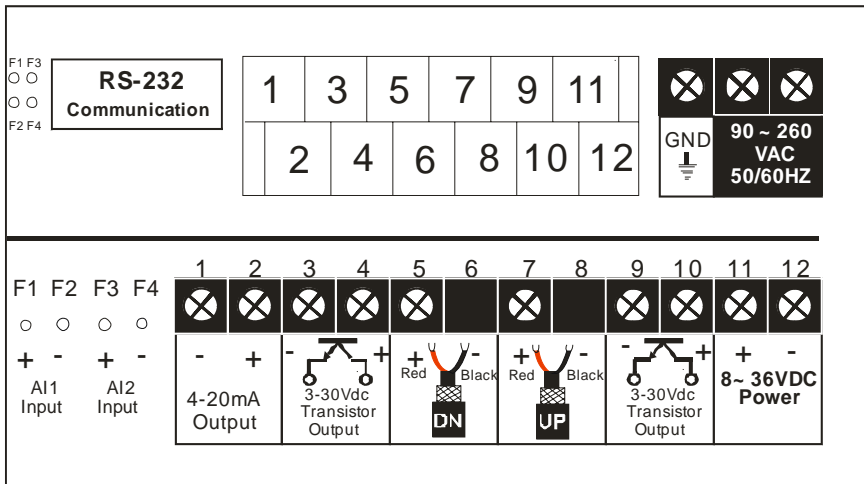 F1 F3
F2 F4
RS-232
Communication
1 3 5 7 9 11
2 4 6 8 10 12
GND
90 ~ 260
VAC
50/60HZ
F1 F2 F3 F4
+ - + -
AI1
Input
AI2
Input
1 2 3 4 5 6 7 8 9 10 11 12
- +
4-20mA
Output
- +
3-30Vdc
Transistor
Output
+ -
Red Black
DN
+ -
Red Black
UP
- +
3-30Vdc
Transistor
Output
+ -
8~ 36VDC
Power